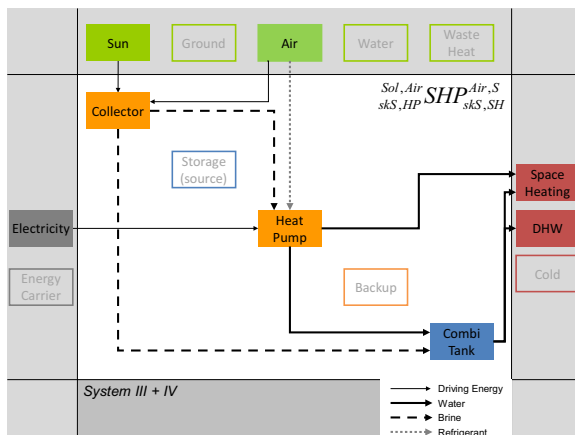 Sun
Ground
Air
Water
Waste
Heat
Sol,Air
skS,HP SHP Air,S
skS,SH
Collector
Storage
(source)
Space
Heating
Electricity
Heat
Pump
DHW
Energy
Carrier
Backup
Cold
Combi
Tank
System III + IV
Driving Energy
Water
Brine
Refrigerant